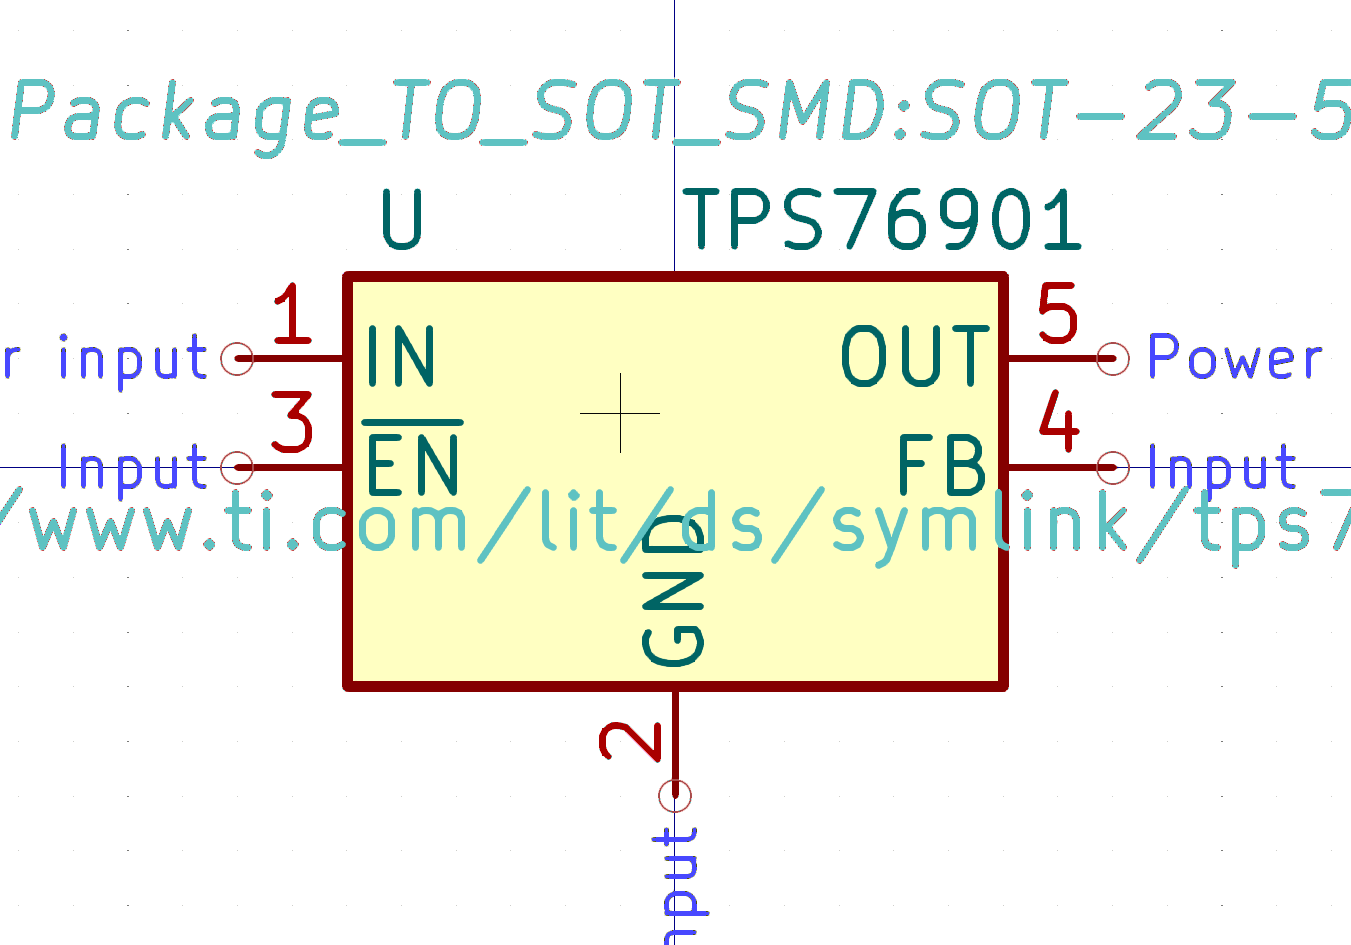 Package_TO_SOT_SMD:SOT-23-5
U TPS76901
1 5
r input IN OUT Power
3 4
Input EN FB Input
/www.ti.com/lit/ds/symlink/tps7
GND
2
nput